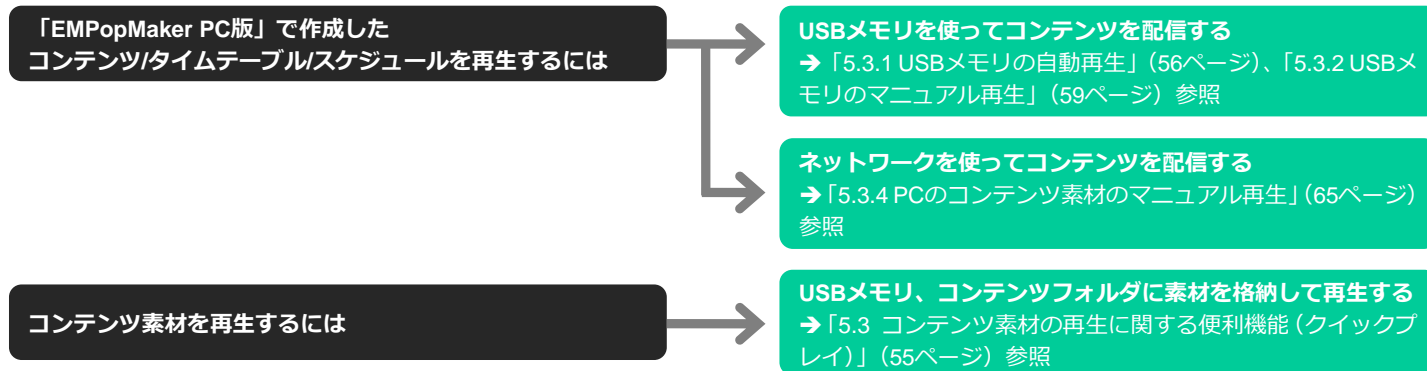 「EMPopMaker PC版」で作成した
コンテンツ/タイムテーブル/スケジュールを再生するには
USBメモリを使ってコンテンツを配信する
➔「5.3.1 USBメモリの自動再生」(56ページ)、「5.3.2 USBメ
モリのマニュアル再生」(59ページ) 参照
ネットワークを使ってコンテンツを配信する
➔「5.3.4 PCのコンテンツ素材のマニュアル再生」(65ページ)
参照
コンテンツ素材を再生するには
USBメモリ、コンテンツフォルダに素材を格納して再生する
➔「5.3 コンテンツ素材の再生に関する便利機能(クイックプ
レイ)」(55ページ) 参照